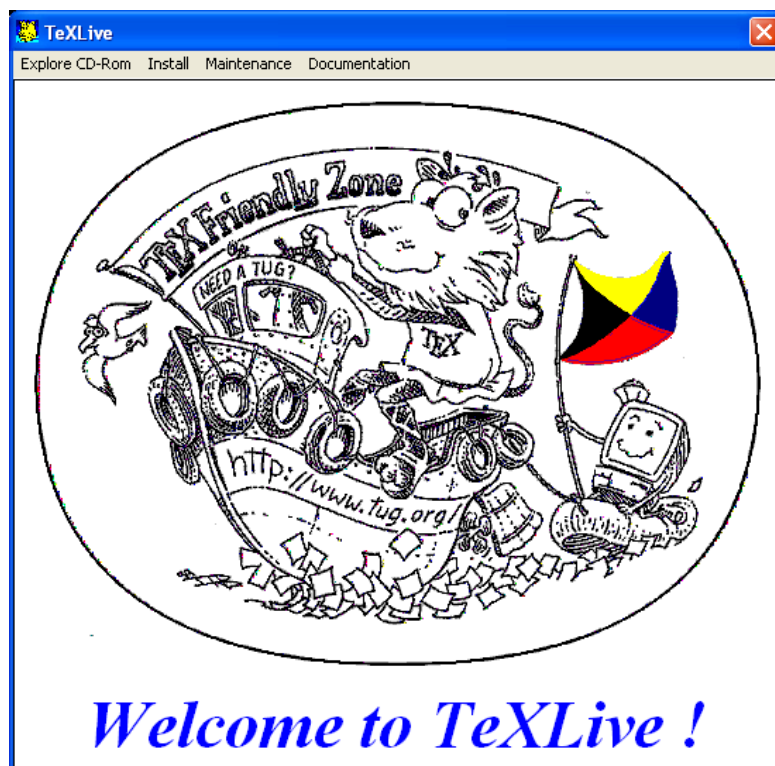 TeXLive
Explore CD-Rom Install Maintenance Documentation
TEX Friendly Zone
NEED A TUG?
TEX
http://www.tug.org/
Welcome to TeXLive !